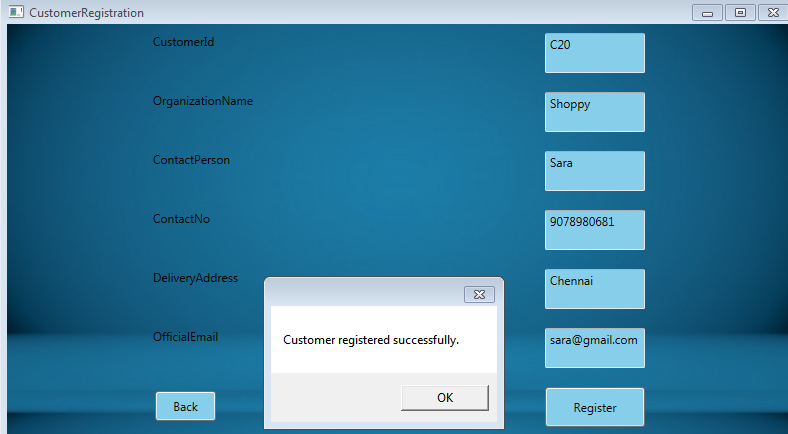 CustomerRegistration
CustomerId C20
OrganizationName Shoppy
ContactPerson Sara
ContactNo 9078980681
DeliveryAddress Chennai
Customer registered successfully.
OfficialEmail sara@gmail.com
OK
Back Register